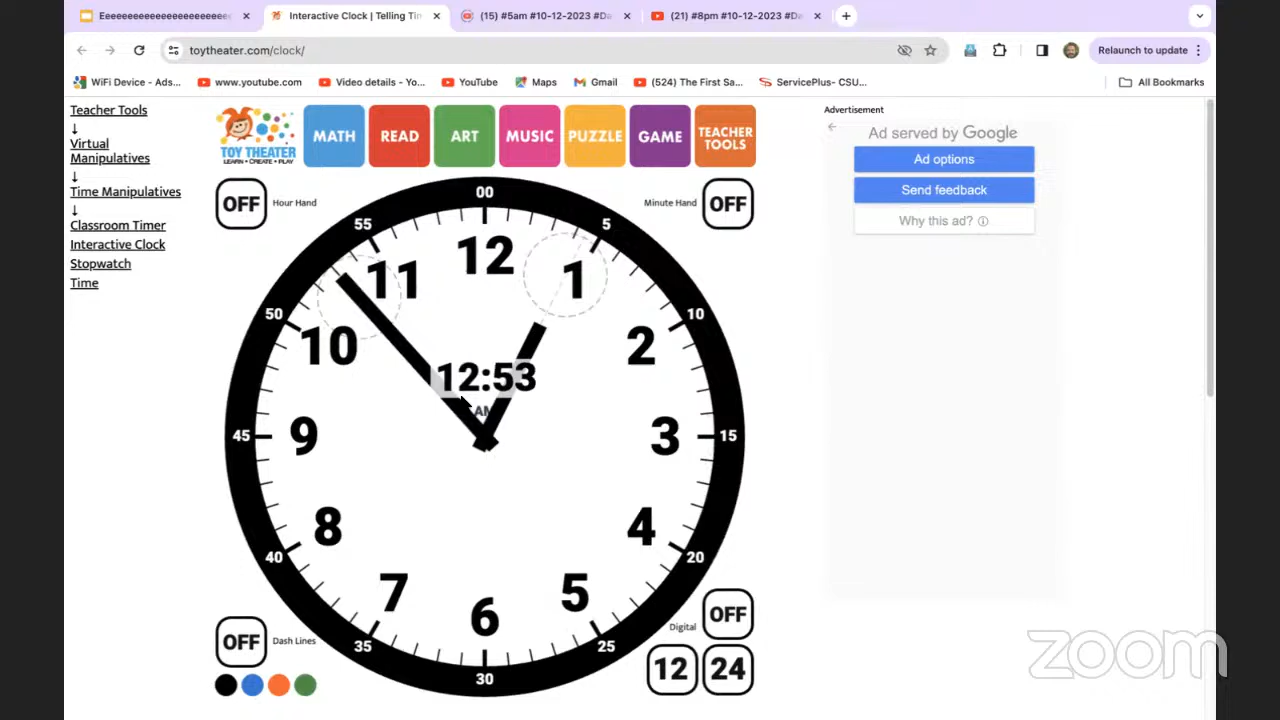 Eeeeeeeeeeeeeeeeeeeeeee
Interactive Clock | Telling Tim
(15) #5am #10-12-2023 #De
(21) #8pm #10-12-2023 #De
toytheater.com/clock/
Relaunch to update
WiFi Device - Ads...
www.youtube.com
Video details - Yo...
YouTube
Maps
Gmail
(524) The First Sa...
ServicePlus- CSU...
All Bookmarks
Teacher Tools
↓
Virtual
Manipulatives
↓
Time Manipulatives
↓
Classroom Timer
Interactive Clock
Stopwatch
Time
TOY THEATER
LEARN • CREATE • PLAY
MATH
READ
ART
MUSIC
PUZZLE
GAME
TEACHER
TOOLS
Advertisement
Ad served by Google
Ad options
Send feedback
Why this ad?
OFF Hour Hand
Minute Hand OFF
00
55 5
12
11 1
50 10
10 2
12:53
AM
45 9 3 15
8 4
40 20
7 5
6
35 25
30
OFF Dash Lines
Digital OFF
12 24
zoom